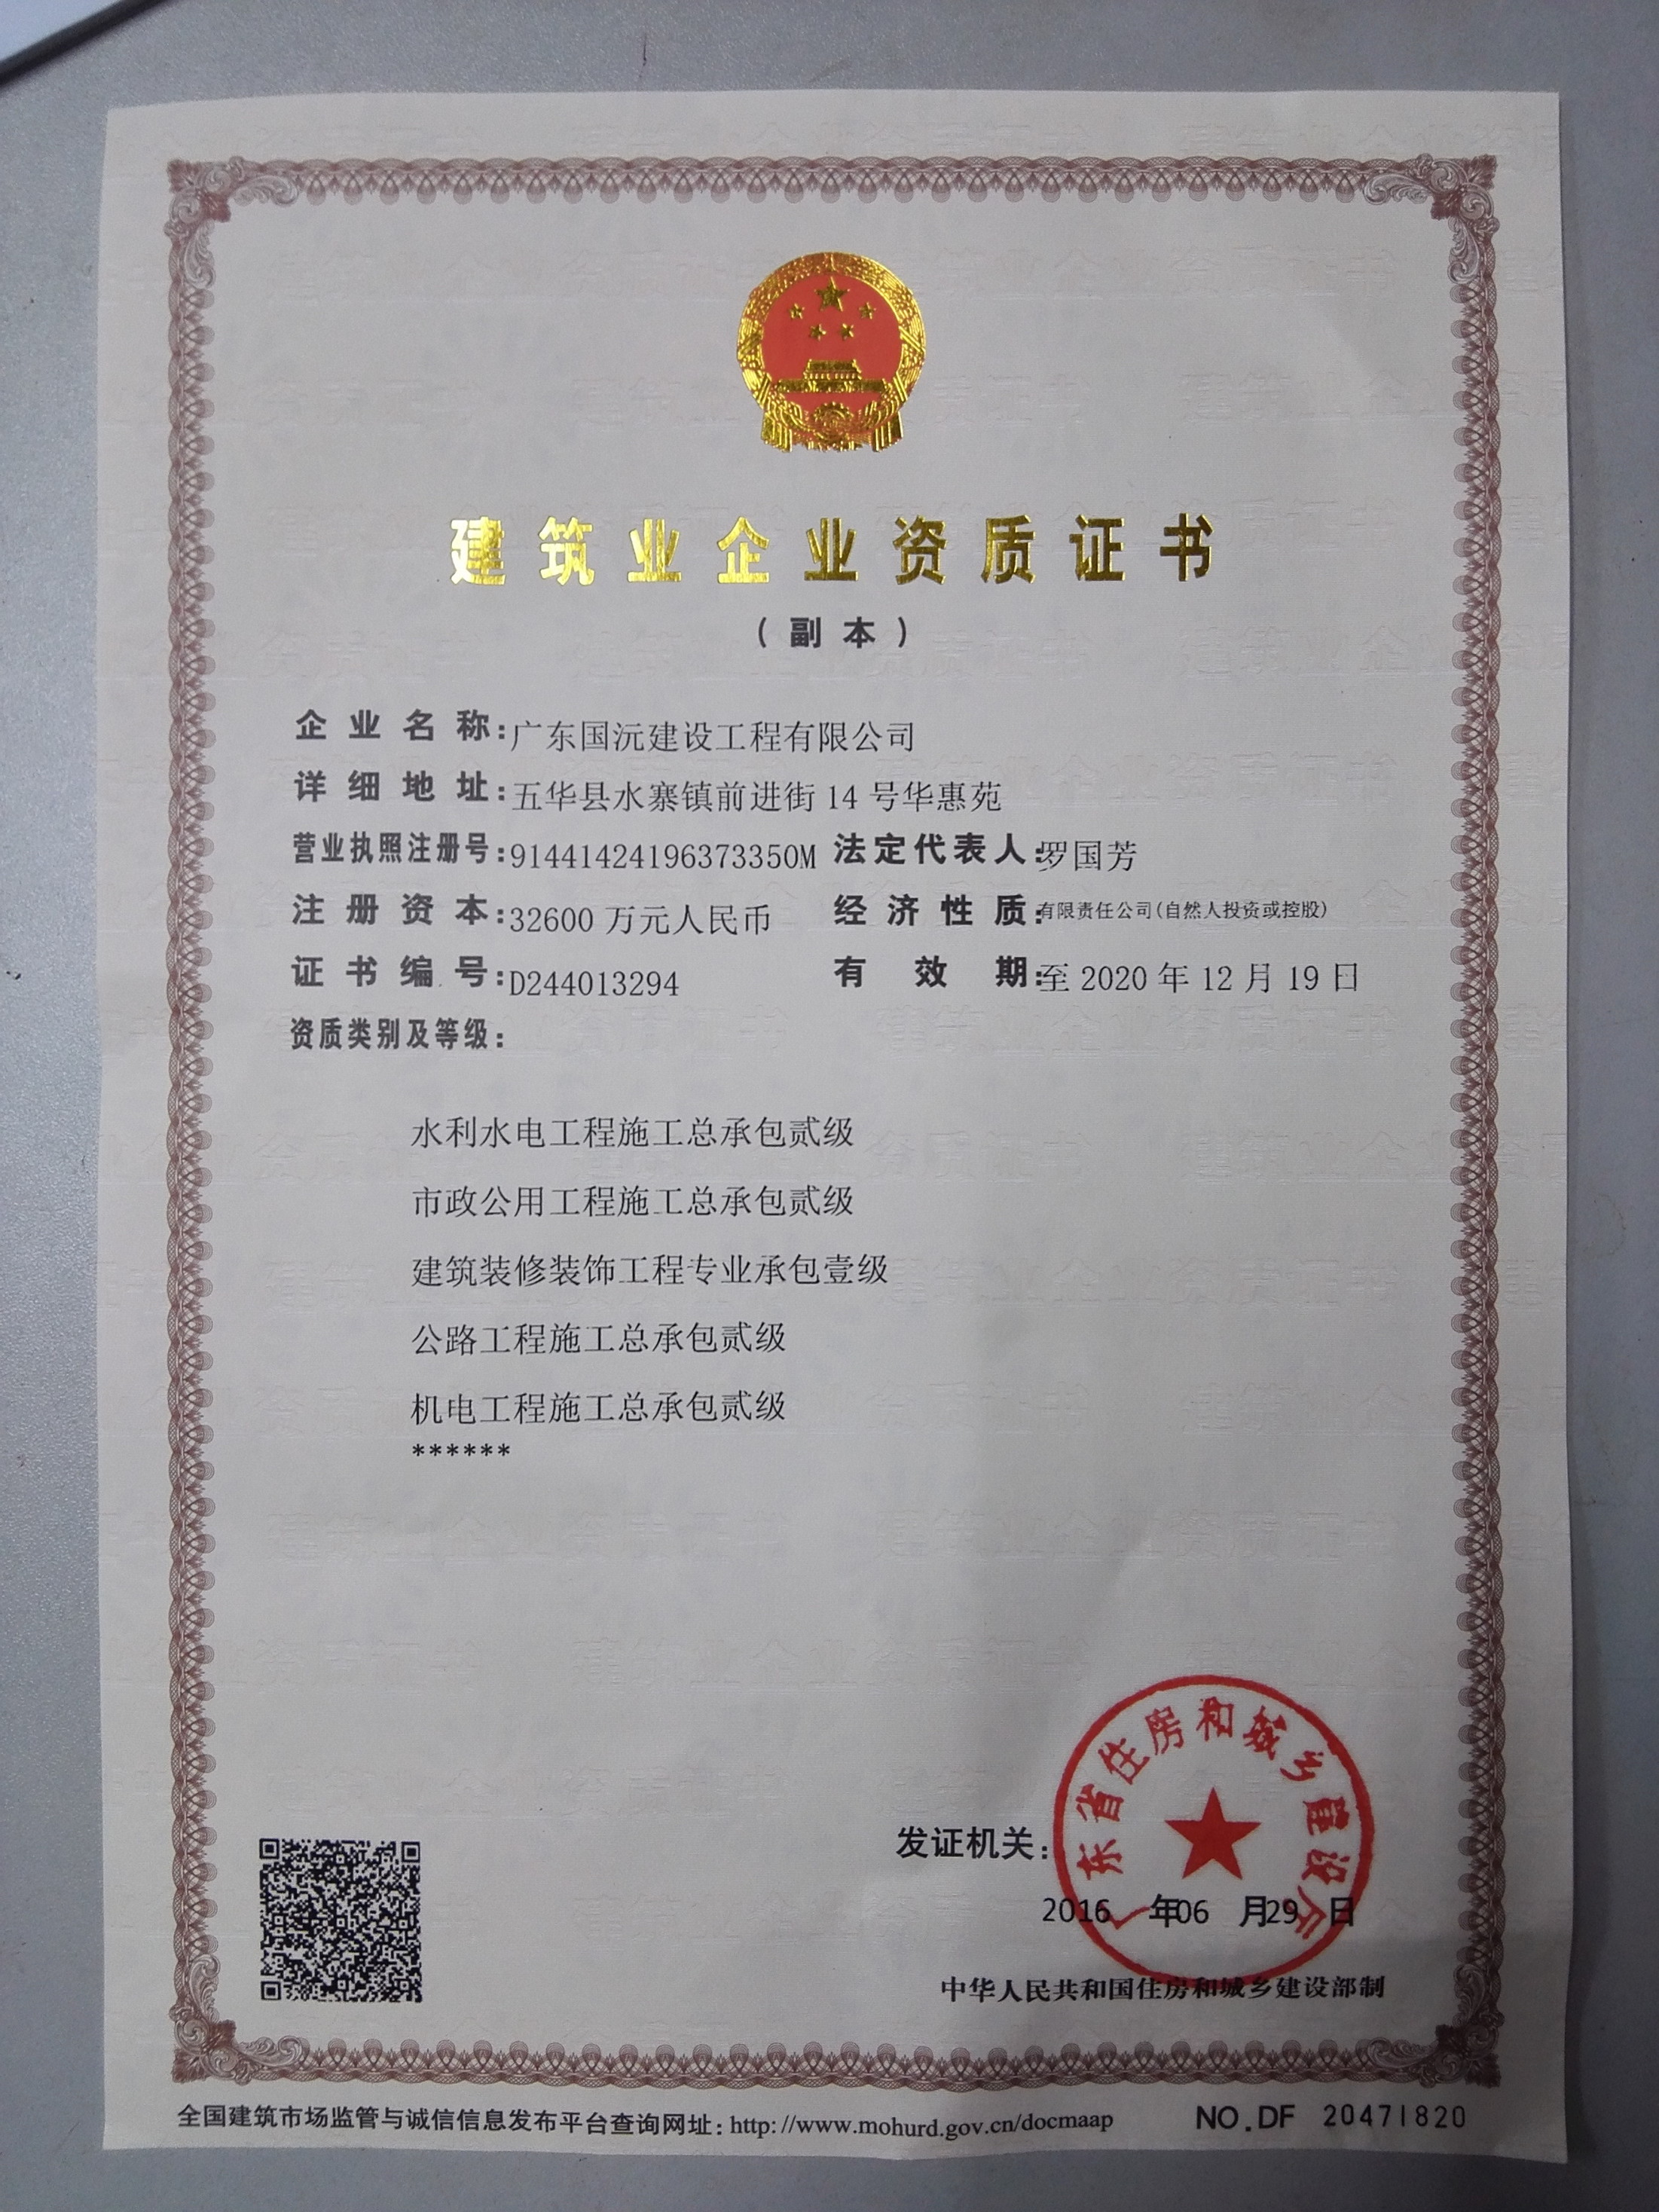 建筑业企业资质证书
(副本)
企业名称:广东国沅建设工程有限公司
详细地址:五华县水寨镇前进街14号华惠苑
营业执照注册号:91441424196373350M 法定代表人:罗国芳
注册资本:32600万元人民币 经济性质:有限责任公司(自然人投资或控股)
证书编号:D244013294 有效期:至2020年12月19日
资质类别及等级:
水利水电工程施工总承包贰级
市政公用工程施工总承包贰级
建筑装修装饰工程专业承包壹级
公路工程施工总承包贰级
机电工程施工总承包贰级
******
广东省住房和城乡建设厅
发证机关:
2016年06月29日
中华人民共和国住房和城乡建设部制
全国建筑市场监管与诚信信息发布平台查询网址:http://www.mohurd.gov.cn/docmaap
NO.DF 20471820